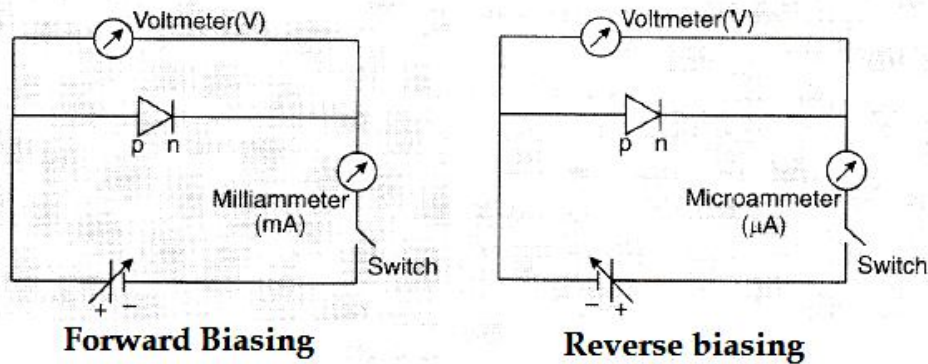 Voltmeter(V)
p n
Milliammeter
(mA)
Switch
+ −
Forward Biasing
Voltmeter(V)
p n
Microammeter
(μA)
Switch
− +
Reverse biasing